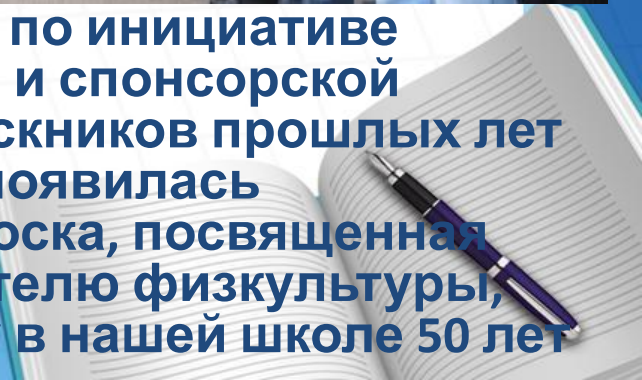 по инициативе
и спонсорской
скников прошлых лет
появилась
оска, посвященная
телю физкультуры,
в нашей школе 50 лет